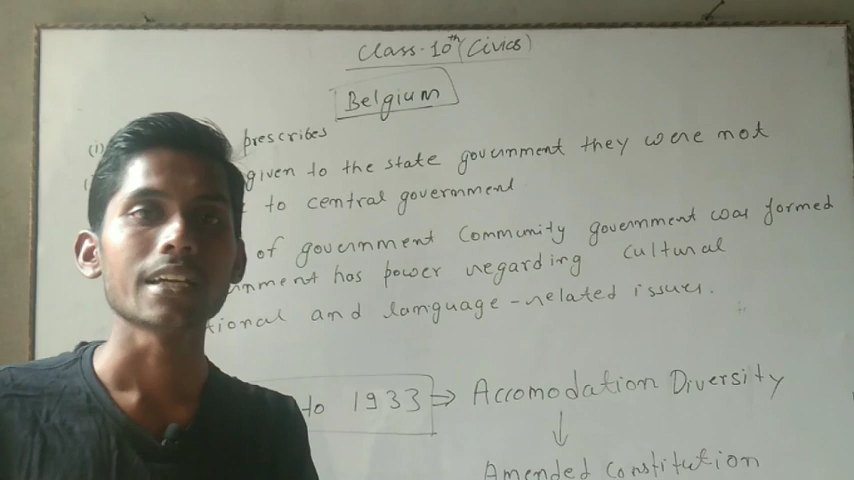 Class-10th (Civics)
Belgium
(i) prescribes
given to the state government they were not
to central government
of government community government was formed
nment has power regarding cultural
tional and language-related issues.
to 1933 → Accomodation Diversity
↓
Amended constitution